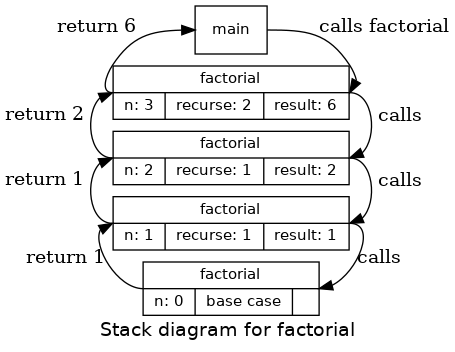 return 6
main
calls factorial
factorial
n: 3 recurse: 2 result: 6
return 2
calls
factorial
n: 2 recurse: 1 result: 2
return 1
calls
factorial
n: 1 recurse: 1 result: 1
return 1
calls
factorial
n: 0 base case
Stack diagram for factorial